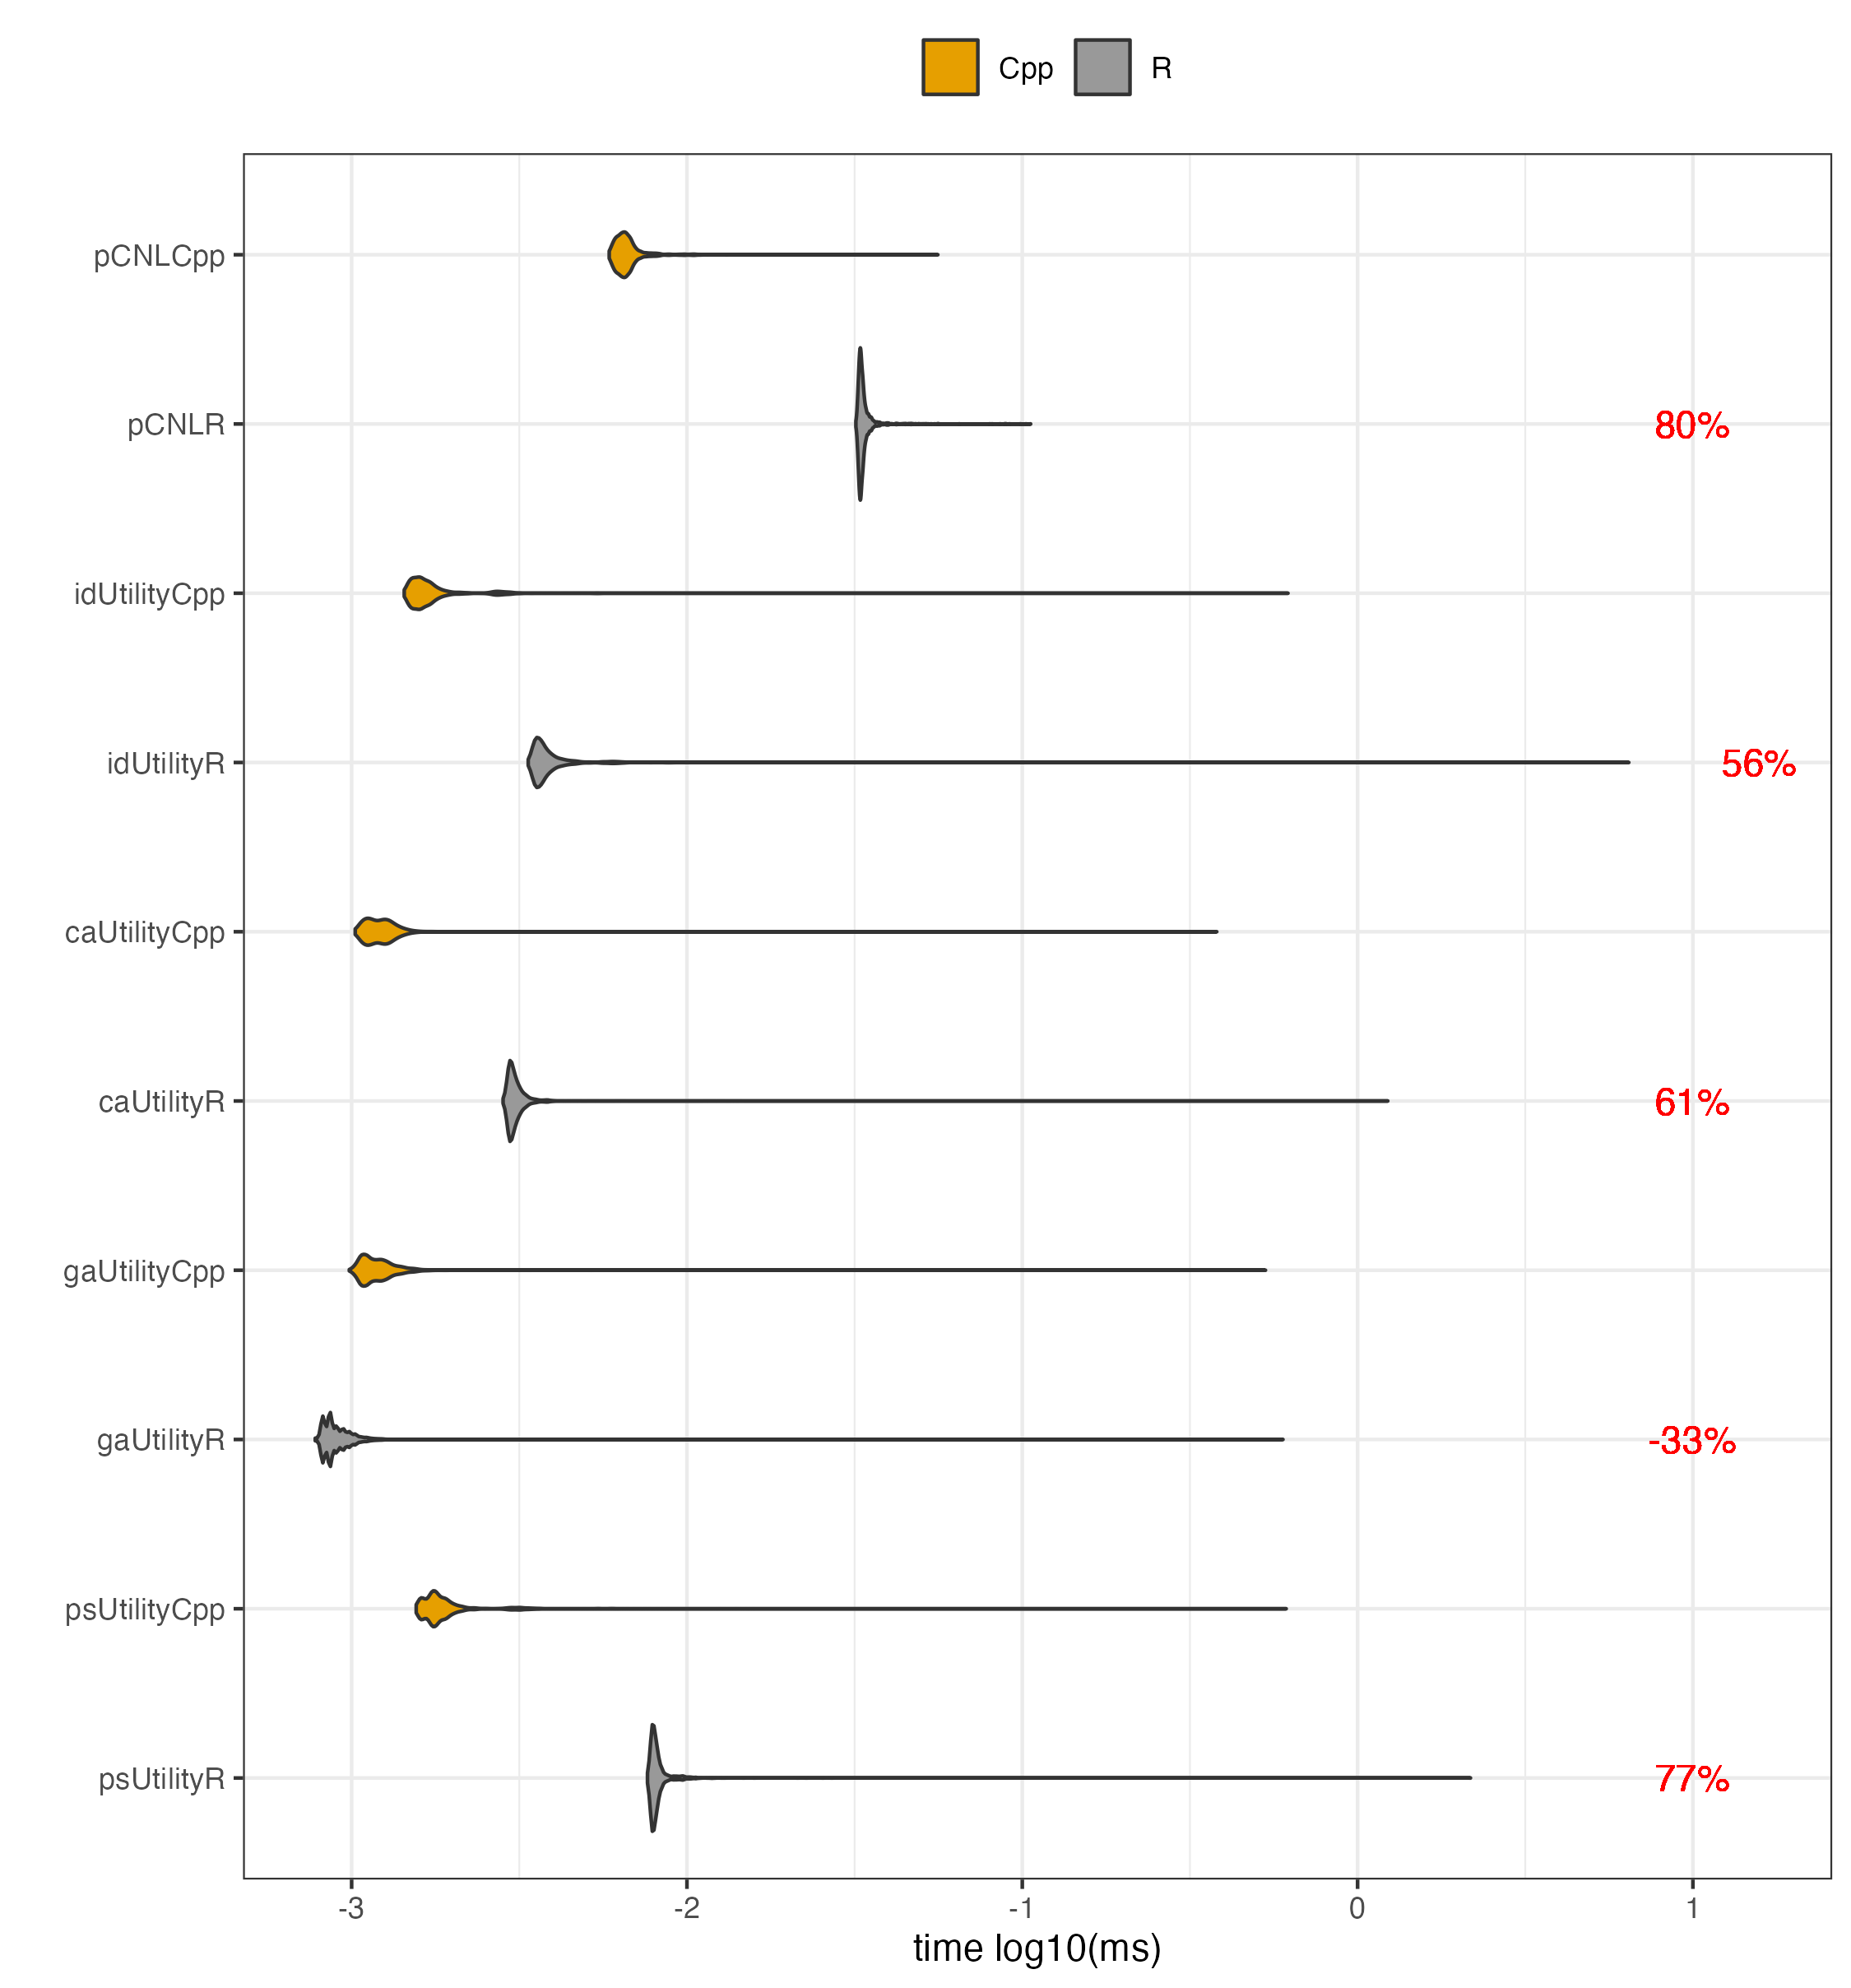 Cpp R
pCNLCpp
pCNLR 80%
idUtilityCpp
idUtilityR 56%
caUtilityCpp
caUtilityR 61%
gaUtilityCpp
gaUtilityR -33%
psUtilityCpp
psUtilityR 77%
-3 -2 -1 0 1
time log10(ms)